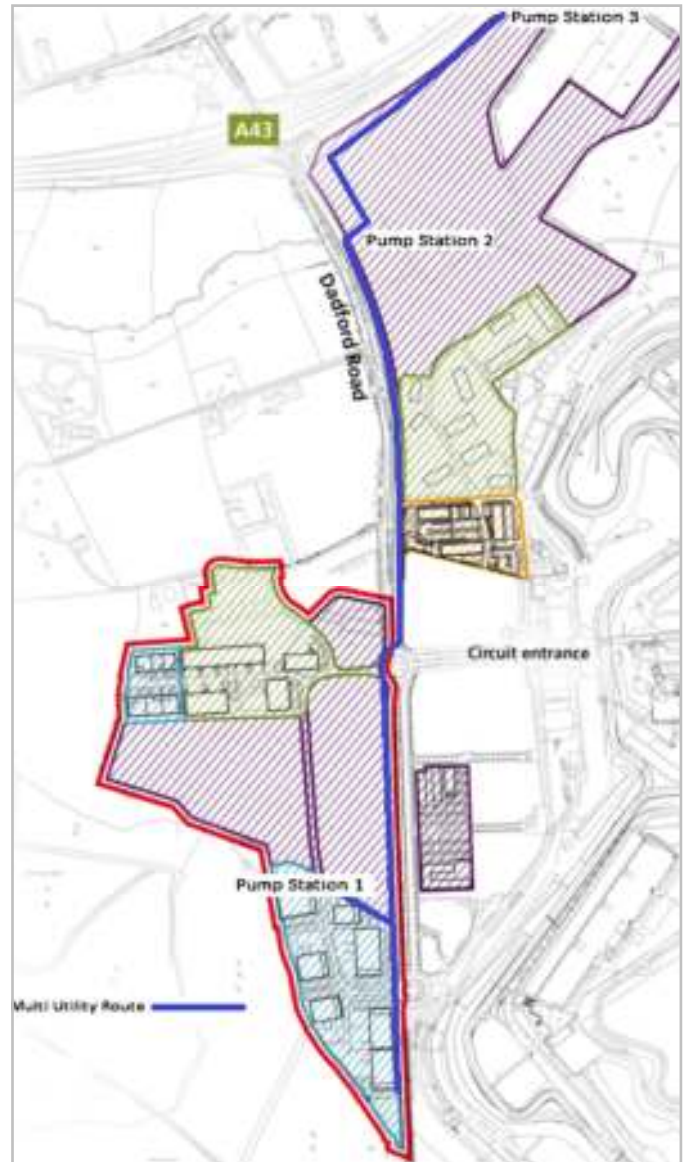 Pump Station 3
A43
Pump Station 2
Dadford Road
Circuit entrance
Pump Station 1
Multi Utility Route